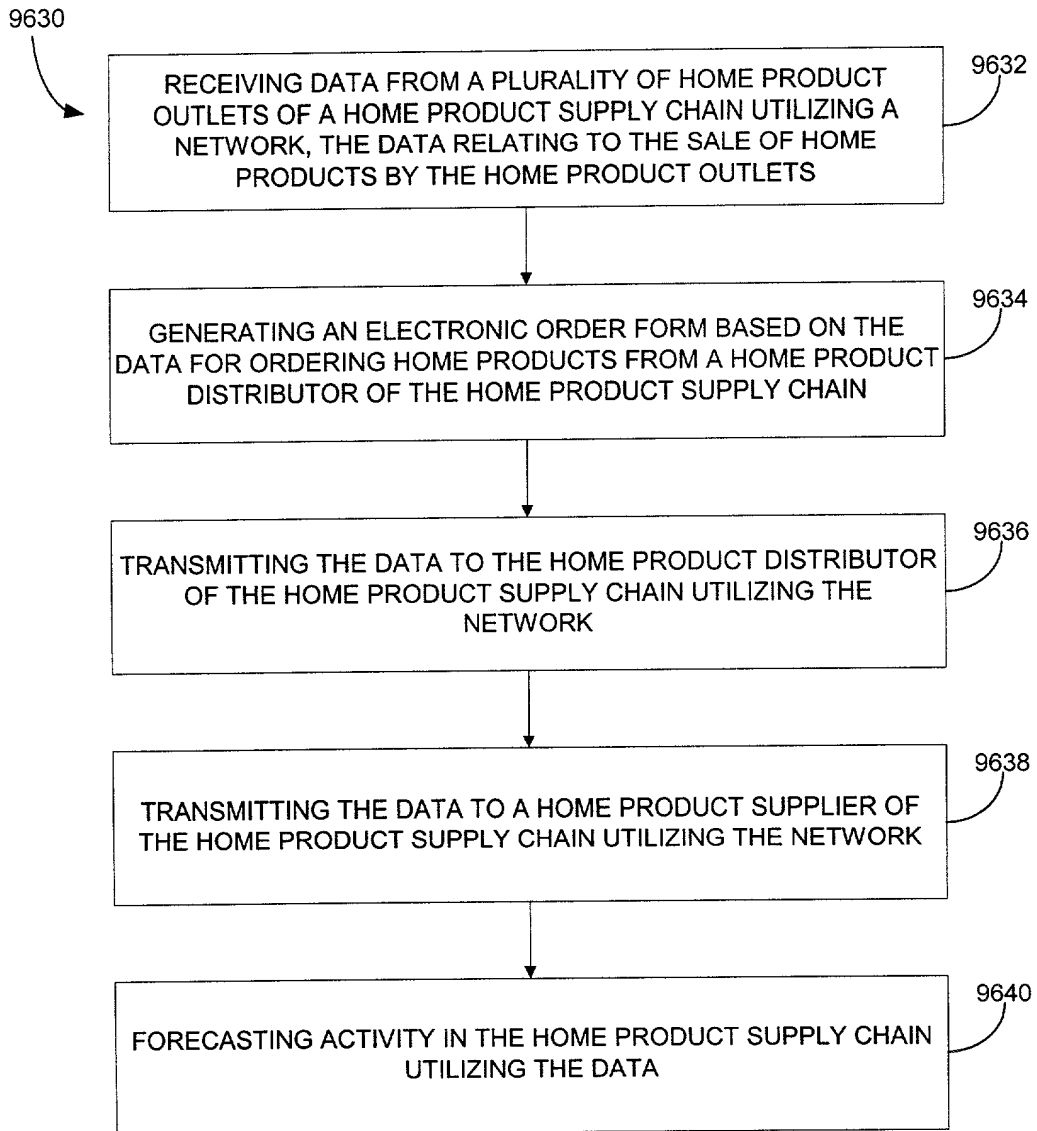 9630
RECEIVING DATA FROM A PLURALITY OF HOME PRODUCT
OUTLETS OF A HOME PRODUCT SUPPLY CHAIN UTILIZING A
NETWORK, THE DATA RELATING TO THE SALE OF HOME
PRODUCTS BY THE HOME PRODUCT OUTLETS
9632
GENERATING AN ELECTRONIC ORDER FORM BASED ON THE
DATA FOR ORDERING HOME PRODUCTS FROM A HOME PRODUCT
DISTRIBUTOR OF THE HOME PRODUCT SUPPLY CHAIN
9634
TRANSMITTING THE DATA TO THE HOME PRODUCT DISTRIBUTOR
OF THE HOME PRODUCT SUPPLY CHAIN UTILIZING THE
NETWORK
9636
TRANSMITTING THE DATA TO A HOME PRODUCT SUPPLIER OF
THE HOME PRODUCT SUPPLY CHAIN UTILIZING THE NETWORK
9638
FORECASTING ACTIVITY IN THE HOME PRODUCT SUPPLY CHAIN
UTILIZING THE DATA
9640